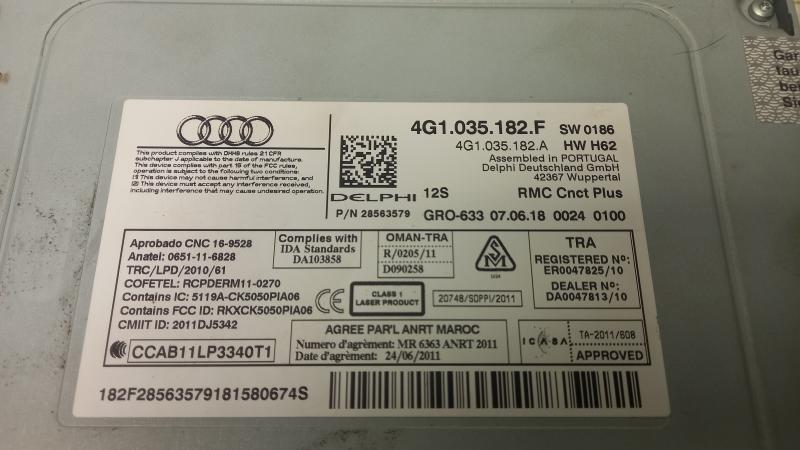 This product complies with DHHS rules 21CFR
subchapter J applicable to the date of manufacture.
This device complies with part 15 of the FCC rules,
operation is subject to the following two conditions:
(1) This device may not cause harmful interference, and
(2) This device must accept any interference received,
including interference that may cause undesired operation.
4G1.035.182.F SW 0186
4G1.035.182.A HW H62
Assembled in PORTUGAL
Delphi Deutschland GmbH
42367 Wuppertal
DELPHI 12S RMC Cnct Plus
P/N 28563579 GRO-633 07.06.18 0024 0100
Aprobado CNC 16-9528
Anatel: 0651-11-6828
TRC/LPD/2010/61
COFETEL: RCPDERM11-0270
Contains IC: 5119A-CK5050PIA06
Contains FCC ID: RKXCK5050PIA06
CMIIT ID: 2011DJ5342
CCAB11LP3340T1
Complies with
IDA Standards
DA103858
OMAN-TRA
R/0205/11
D090258
CE
CLASS 1
LASER PRODUCT
20748/SDPPI/2011
TRA
REGISTERED No:
ER0047825/10
DEALER No:
DA0047813/10
AGREE PAR'L ANRT MAROC
Numero d'agrément: MR 6363 ANRT 2011
Date d'agrément: 24/06/2011
ICASA
TA-2011/608
APPROVED
182F28563579181580674S